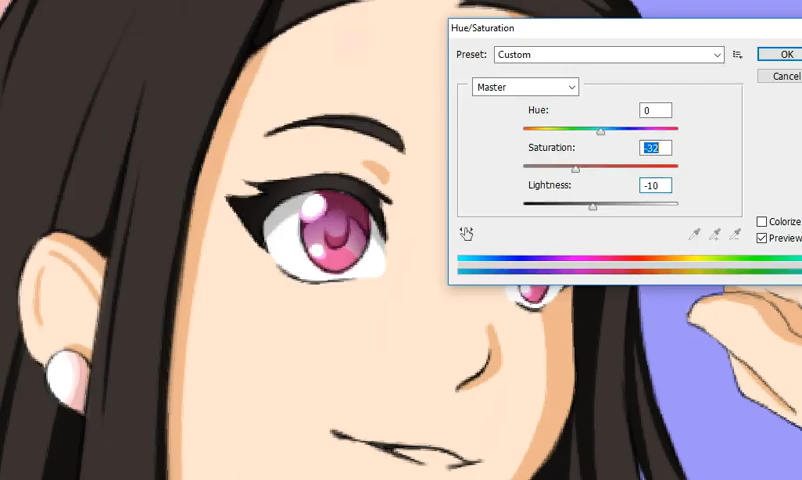 Hue/Saturation
Preset: Custom OK
Cancel
Master
Hue: 0
Saturation: -32
Lightness: -10
Colorize
Preview